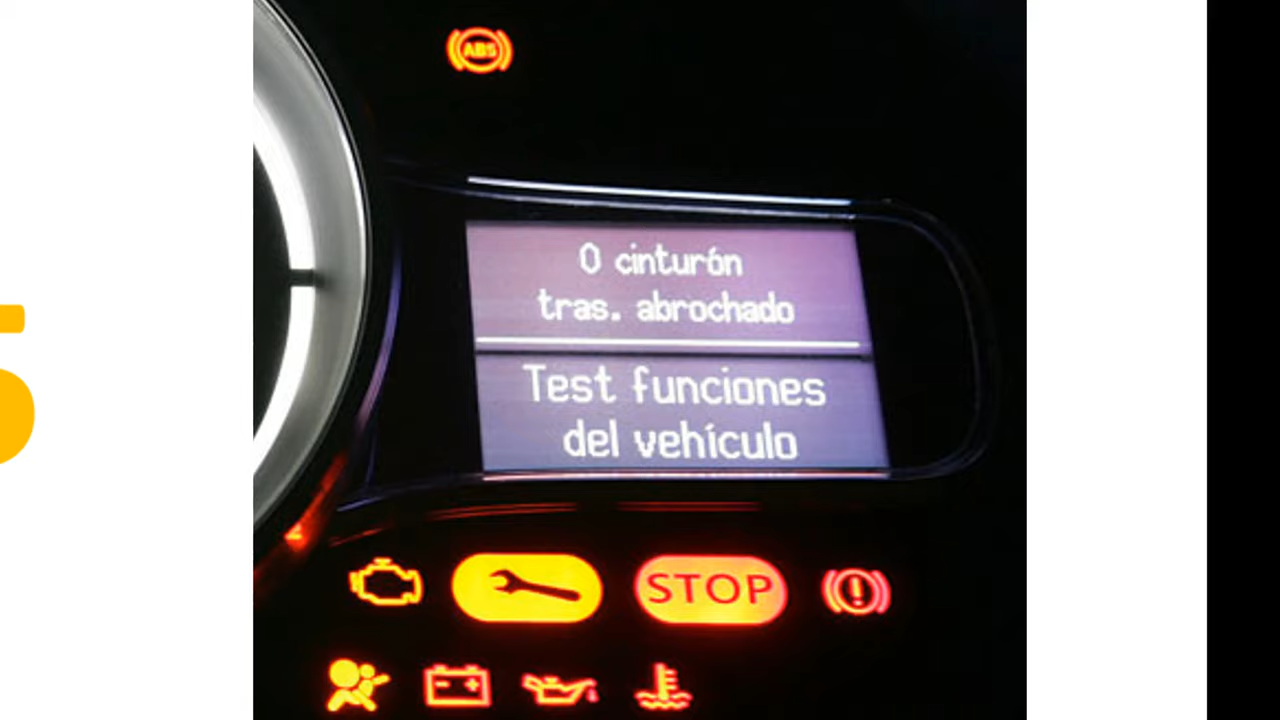 ABS
0 cinturón
tras. abrochado
Test funciones
del vehículo
STOP